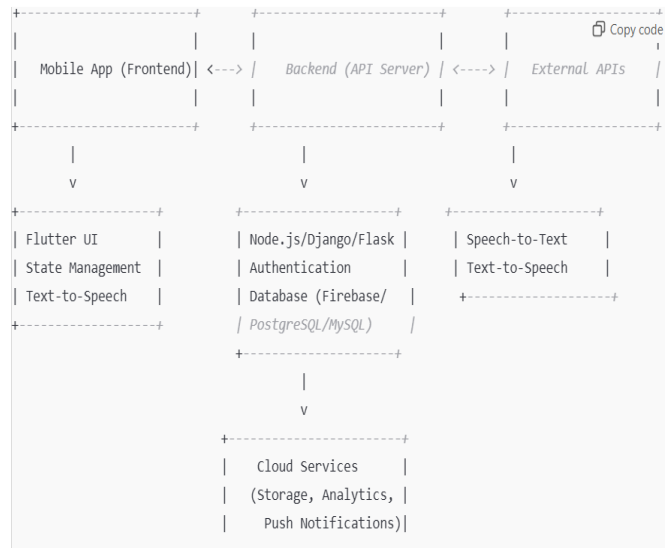 Copy code
Mobile App (Frontend) <---> Backend (API Server) <----> External APIs
v v v
Flutter UI Node.js/Django/Flask Speech-to-Text
State Management Authentication Text-to-Speech
Text-to-Speech Database (Firebase/
PostgreSQL/MySQL)
v
Cloud Services
(Storage, Analytics,
Push Notifications)